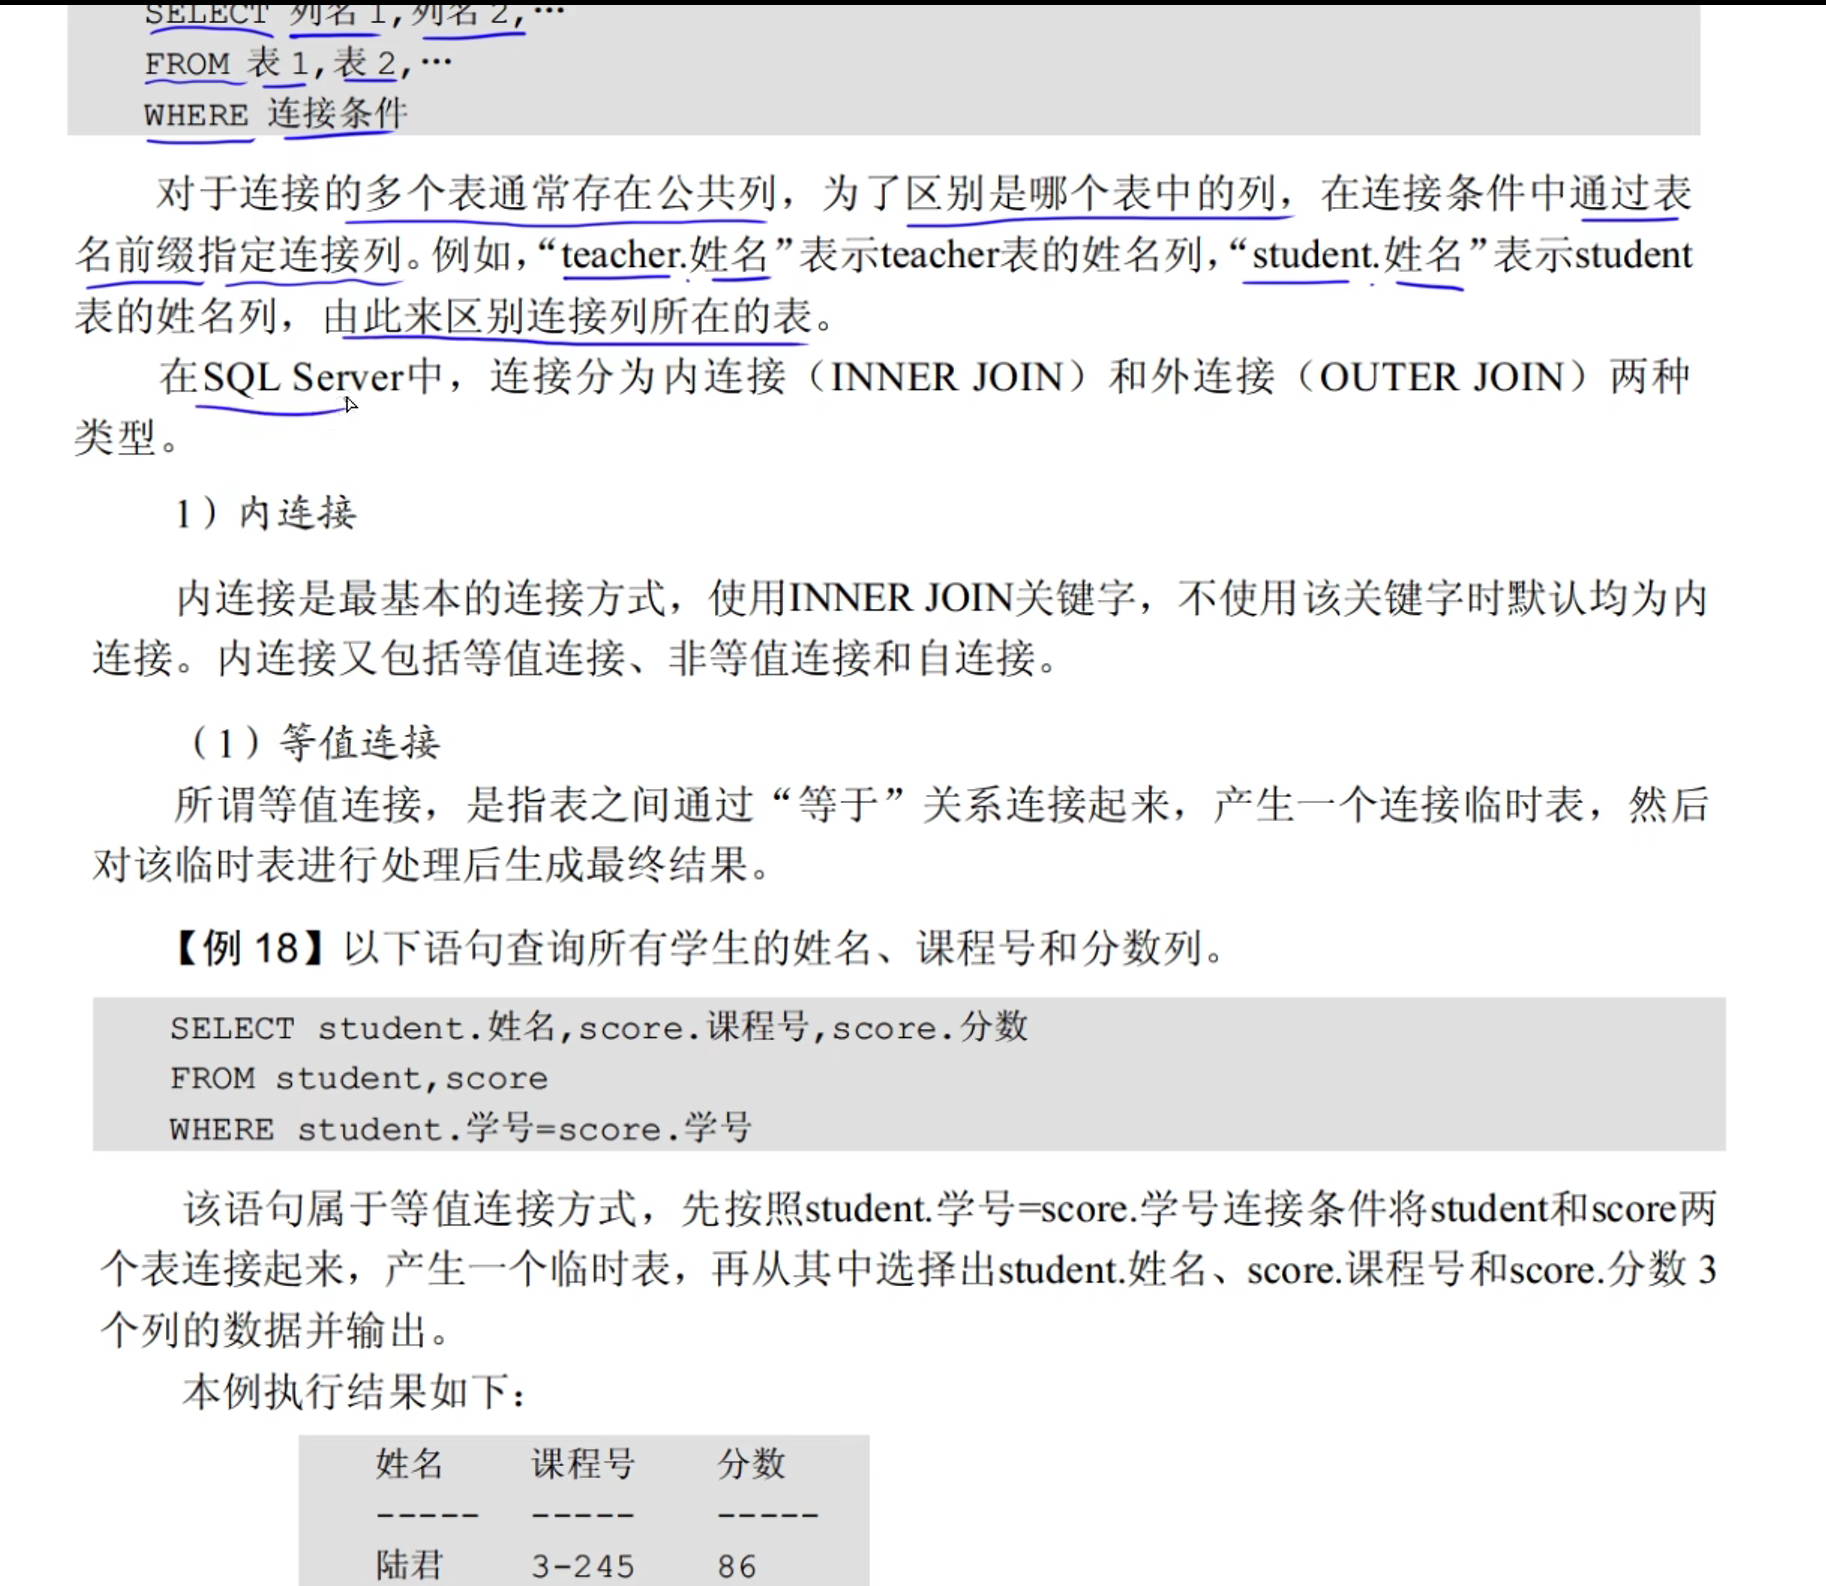 SELECT 列名 1,列名 2,…
FROM 表 1,表 2,…
WHERE 连接条件
对于连接的多个表通常存在公共列，为了区别是哪个表中的列，在连接条件中通过表
名前缀指定连接列。例如，“teacher.姓名”表示teacher表的姓名列，“student.姓名”表示student
表的姓名列，由此来区别连接列所在的表。
在SQL Server中，连接分为内连接（INNER JOIN）和外连接（OUTER JOIN）两种
类型。
1）内连接
内连接是最基本的连接方式，使用INNER JOIN关键字，不使用该关键字时默认均为内
连接。内连接又包括等值连接、非等值连接和自连接。
（1）等值连接
所谓等值连接，是指表之间通过“等于”关系连接起来，产生一个连接临时表，然后
对该临时表进行处理后生成最终结果。
【例 18】以下语句查询所有学生的姓名、课程号和分数列。
SELECT student.姓名,score.课程号,score.分数
FROM student,score
WHERE student.学号=score.学号
该语句属于等值连接方式，先按照student.学号=score.学号连接条件将student和score两
个表连接起来，产生一个临时表，再从其中选择出student.姓名、score.课程号和score.分数 3
个列的数据并输出。
本例执行结果如下：
姓名 课程号 分数
----- ----- -----
陆君 3-245 86